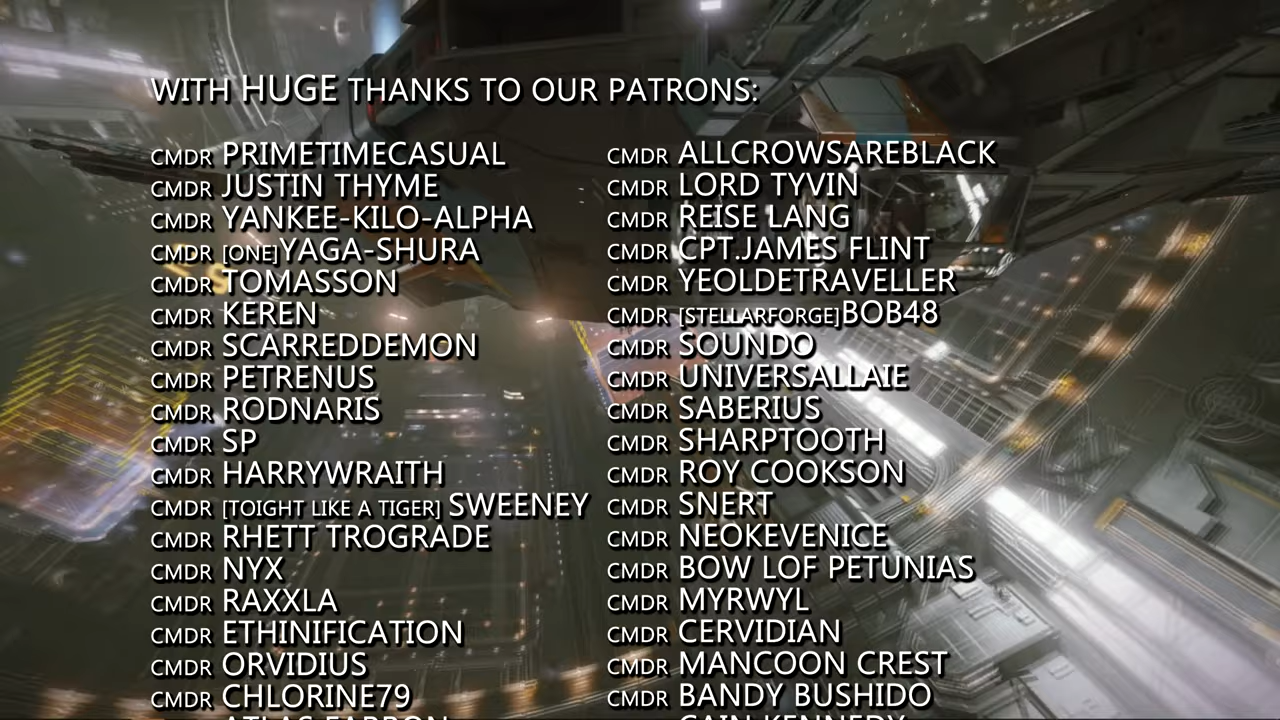 WITH HUGE THANKS TO OUR PATRONS:
CMDR PRIMETIMECASUAL
CMDR JUSTIN THYME
CMDR YANKEE-KILO-ALPHA
CMDR [ONE]YAGA-SHURA
CMDR TOMASSON
CMDR KEREN
CMDR SCARREDDEMON
CMDR PETRENUS
CMDR RODNARIS
CMDR SP
CMDR HARRYWRAITH
CMDR [TOIGHT LIKE A TIGER] SWEENEY
CMDR RHETT TROGRADE
CMDR NYX
CMDR RAXXLA
CMDR ETHINIFICATION
CMDR ORVIDIUS
CMDR CHLORINE79
CMDR ALLCROWSAREBLACK
CMDR LORD TYVIN
CMDR REISE LANG
CMDR CPT.JAMES FLINT
CMDR YEOLDETRAVELLER
CMDR [STELLARFORGE]BOB48
CMDR SOUNDO
CMDR UNIVERSALLAIE
CMDR SABERIUS
CMDR SHARPTOOTH
CMDR ROY COOKSON
CMDR SNERT
CMDR NEOKEVENICE
CMDR BOW LOF PETUNIAS
CMDR MYRWYL
CMDR CERVIDIAN
CMDR MANCOON CREST
CMDR BANDY BUSHIDO